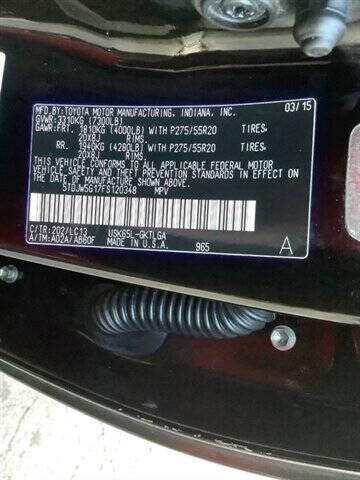 MFD.BY:TOYOTA MOTOR MANUFACTURING, INDIANA, INC. 03/15
GVWR:3310KG (7300LB)
GAWR:FRT. 1810KG (4000LB) WITH P275/55R20 TIRES,
20X8J RIMS,
RR. 1940KG (4280LB) WITH P275/55R20 TIRES,
20X8J RIMS,
THIS VEHICLE CONFORMS TO ALL APPLICABLE FEDERAL MOTOR
VEHICLE SAFETY AND THEFT PREVENTION STANDARDS IN
EFFECT ON THE DATE OF MANUFACTURE SHOWN ABOVE.
5TDJW5G17FS120348 MPV
C/TR:202/LC13 USK65L-GKTLGA
A/TM:A02A/AB60F MADE IN U.S.A. 965 A